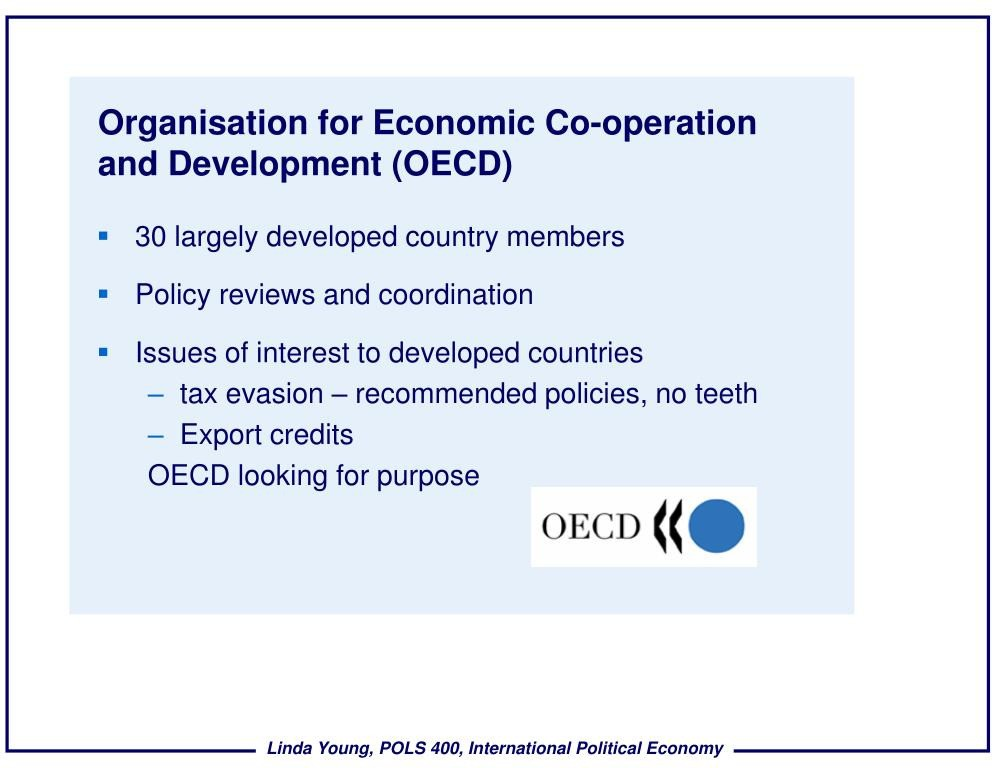 Organisation for Economic Co-operation
and Development (OECD)
▪ 30 largely developed country members
▪ Policy reviews and coordination
▪ Issues of interest to developed countries
– tax evasion – recommended policies, no teeth
– Export credits
OECD looking for purpose
OECD
Linda Young, POLS 400, International Political Economy